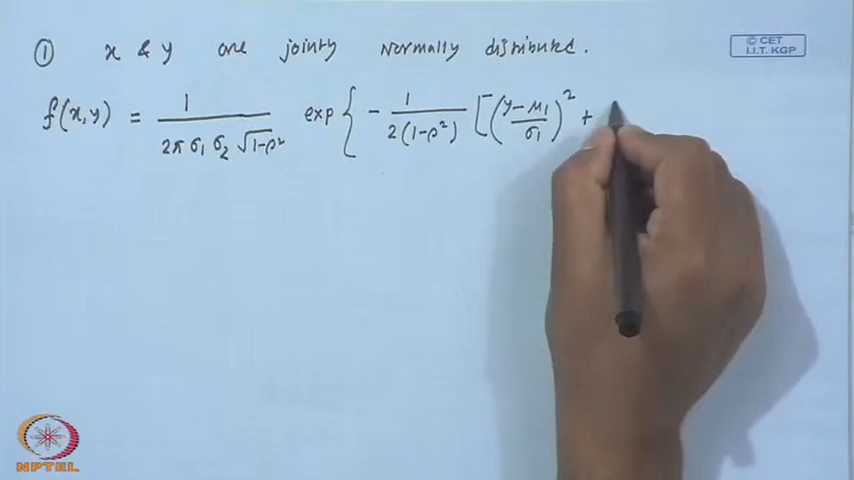 ① x & y are jointy normally distributed.
© CET
I.I.T. KGP
f(x,y) = 1 / (2π σ₁ σ₂ √(1-ρ²)) exp { - 1 / (2(1-ρ²)) [ ((y-μ₁)/σ₁)² +
NPTEL